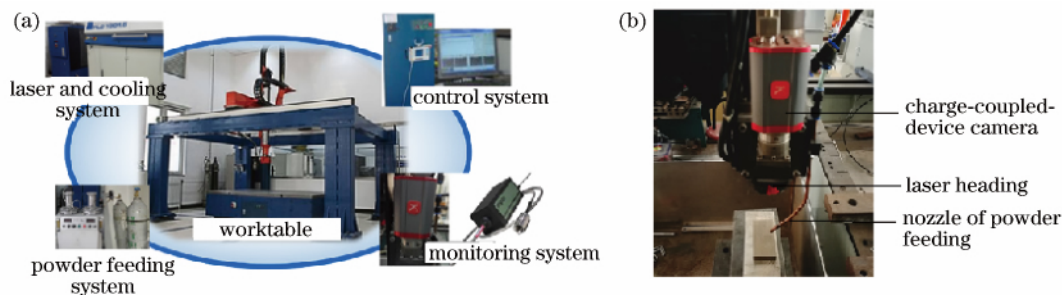 (a)
laser and cooling
system
control system
powder feeding
system
worktable
monitoring system
(b)
charge-coupled-
device camera
laser heading
nozzle of powder
feeding